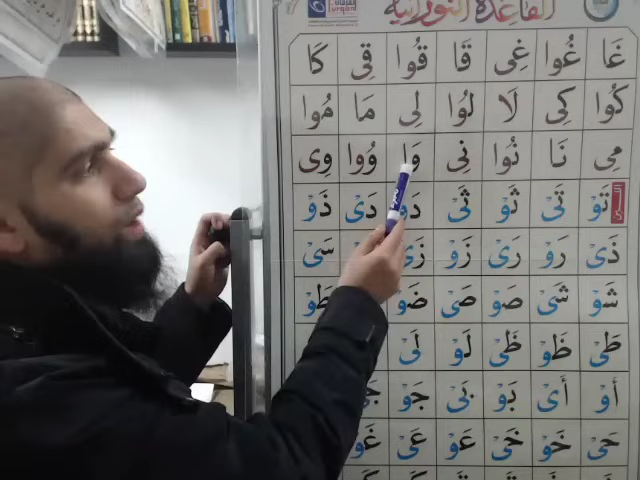 القاعدة النورانية
غَا غُوا غِى قَا قُوا قِى كَا
كُوا كِى لَا لُوا لِى مَا مُوا
مِى نَا نُوا نِى وَا وُوا وِى
تَوْ تَىْ ثَوْ ثَىْ دَوْ دَىْ ذَوْ
ذَىْ رَوْ رَىْ زَوْ زَىْ سَىْ
شَوْ شَىْ صَوْ صَىْ ضَوْ طَوْ
طَىْ ظَوْ ظَىْ لَوْ لَىْ
أَوْ أَىْ بَوْ بَىْ جَوْ
حَىْ خَوْ خَىْ عَوْ عَىْ غَوْ